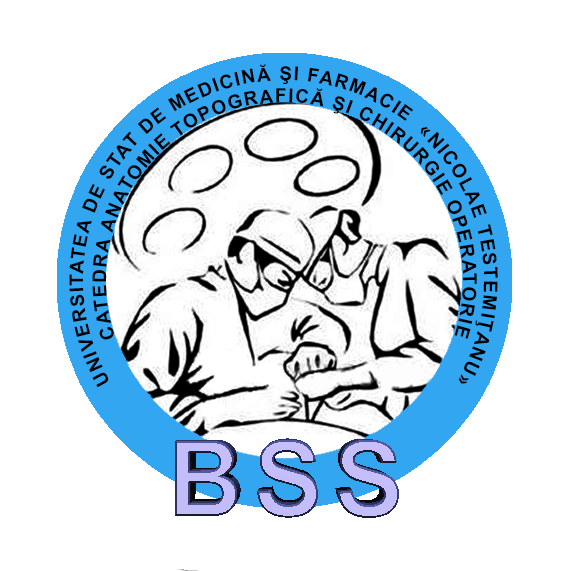 UNIVERSITATEA DE STAT DE MEDICINĂ ŞI FARMACIE «NICOLAE TESTEMIŢANU»
CATEDRA ANATOMIE TOPOGRAFICĂ ŞI CHIRURGIE OPERATORIE
BSS